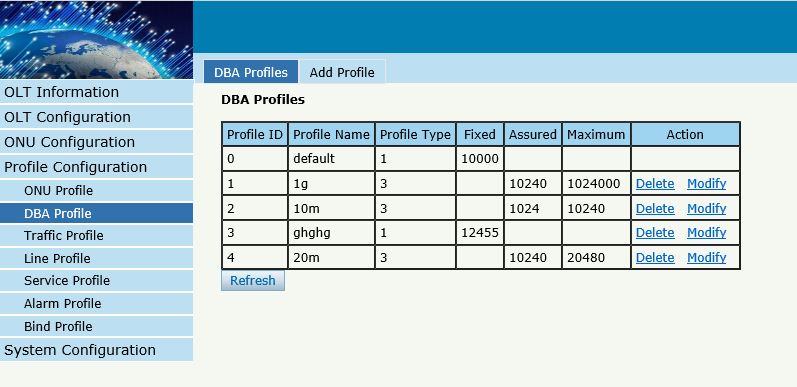 DBA Profiles Add Profile
OLT Information
OLT Configuration
ONU Configuration
Profile Configuration
ONU Profile
DBA Profile
Traffic Profile
Line Profile
Service Profile
Alarm Profile
Bind Profile
System Configuration
DBA Profiles
Profile ID Profile Name Profile Type Fixed Assured Maximum Action
0 default 1 10000
1 1g 3 10240 1024000 Delete Modify
2 10m 3 1024 10240 Delete Modify
3 ghghg 1 12455 Delete Modify
4 20m 3 10240 20480 Delete Modify
Refresh